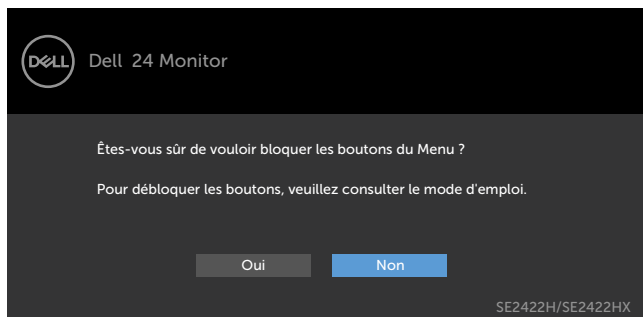 DELL
Dell 24 Monitor
Êtes-vous sûr de vouloir bloquer les boutons du Menu ?
Pour débloquer les boutons, veuillez consulter le mode d'emploi.
Oui
Non
SE2422H/SE2422HX